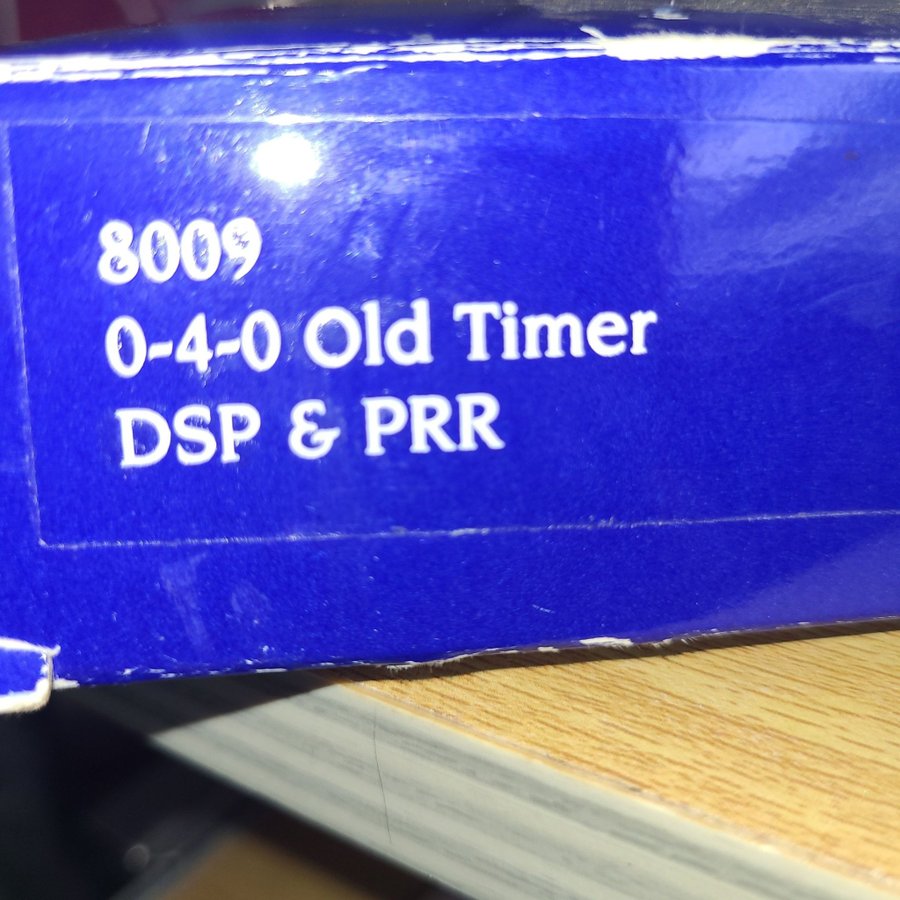 8009
0-4-0 Old Timer
DSP & PRR